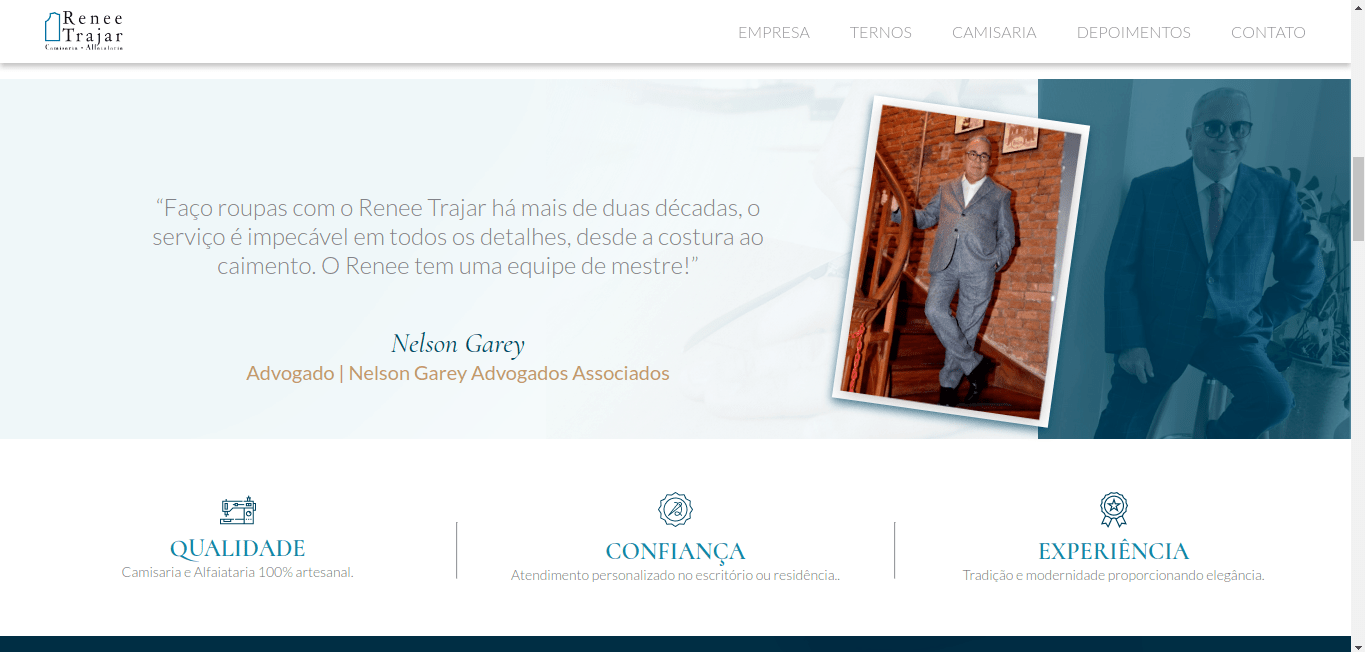 Renee
Trajar
Camisaria • Alfaiataria
EMPRESA TERNOS CAMISARIA DEPOIMENTOS CONTATO
“Faço roupas com o Renee Trajar há mais de duas décadas, o
serviço é impecável em todos os detalhes, desde a costura ao
caimento. O Renee tem uma equipe de mestre!”
Nelson Garey
Advogado | Nelson Garey Advogados Associados
QUALIDADE
Camisaria e Alfaiataria 100% artesanal.
CONFIANÇA
Atendimento personalizado no escritório ou residência..
EXPERIÊNCIA
Tradição e modernidade proporcionando elegância.